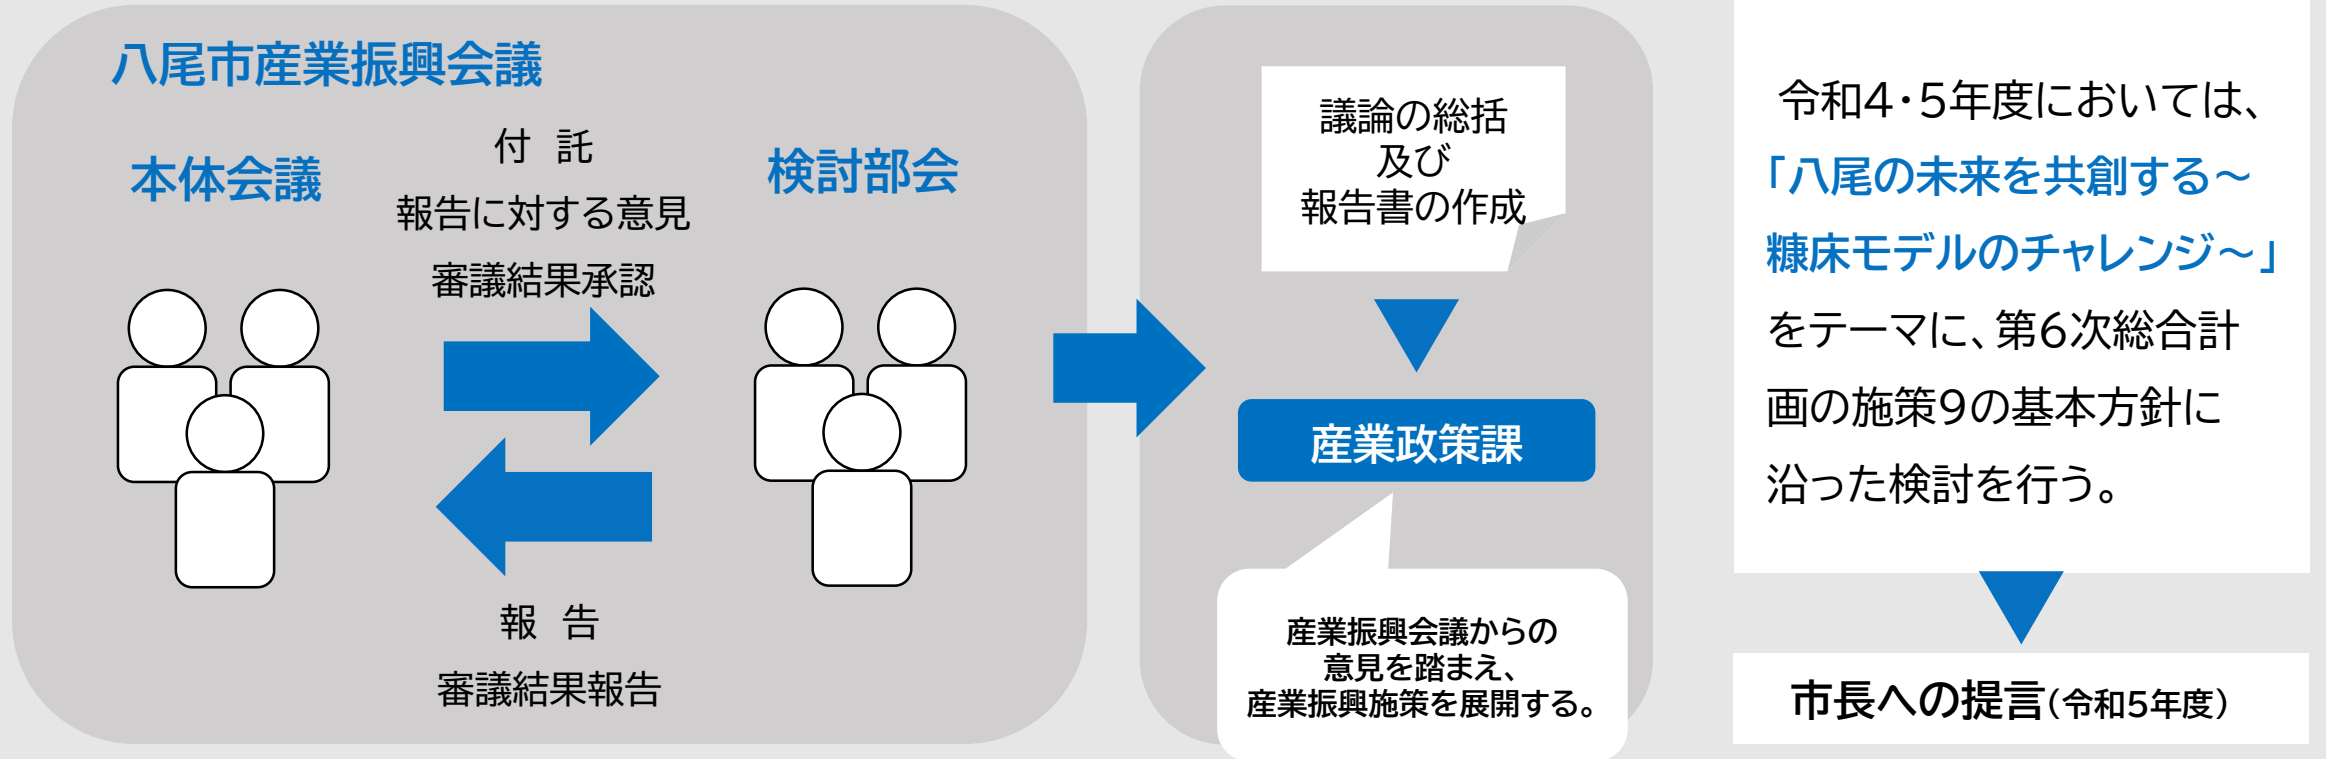 八尾市産業振興会議
本体会議
付　託
報告に対する意見
審議結果承認
検討部会
報　告
審議結果報告
議論の総括
及び
報告書の作成
産業政策課
産業振興会議からの
意見を踏まえ、
産業振興施策を展開する。
令和4・5年度においては、
「八尾の未来を共創する～
糠床モデルのチャレンジ～」
をテーマに、第6次総合計
画の施策9の基本方針に
沿った検討を行う。
市長への提言（令和5年度）